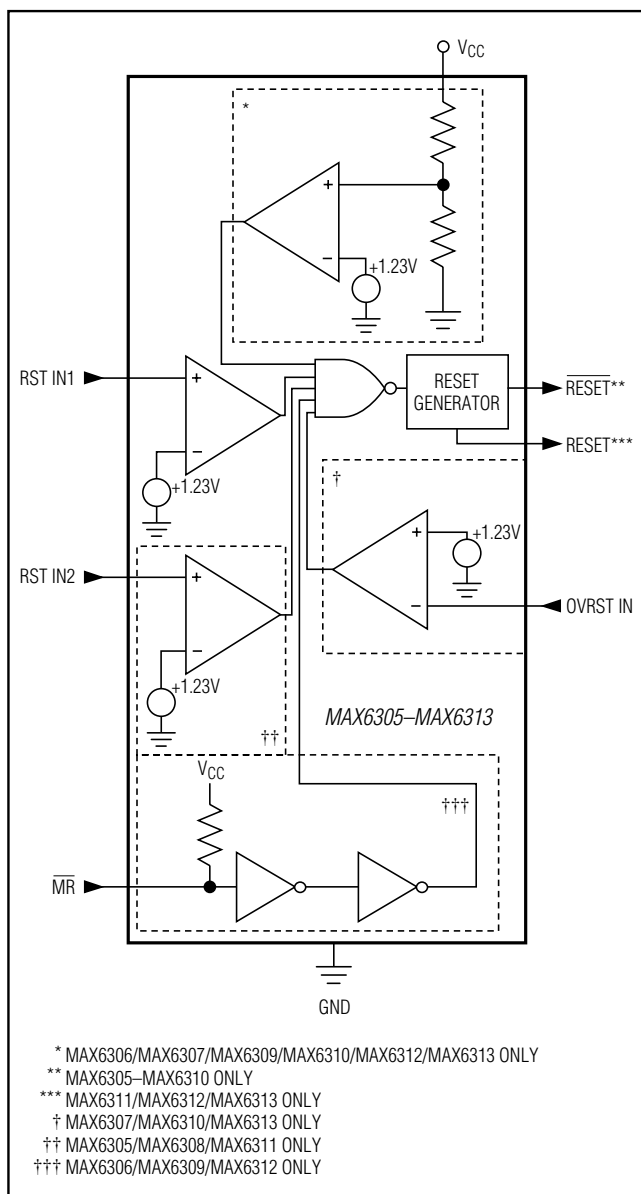 VCC
*
+
−
+1.23V
RST IN1
+
−
+1.23V
RESET
GENERATOR
RESET**
RESET***
†
+
−
+1.23V
OVRST IN
RST IN2
+
−
+1.23V
††
MAX6305–MAX6313
VCC
†††
MR
GND
* MAX6306/MAX6307/MAX6309/MAX6310/MAX6312/MAX6313 ONLY
** MAX6305–MAX6310 ONLY
*** MAX6311/MAX6312/MAX6313 ONLY
† MAX6307/MAX6310/MAX6313 ONLY
†† MAX6305/MAX6308/MAX6311 ONLY
††† MAX6306/MAX6309/MAX6312 ONLY